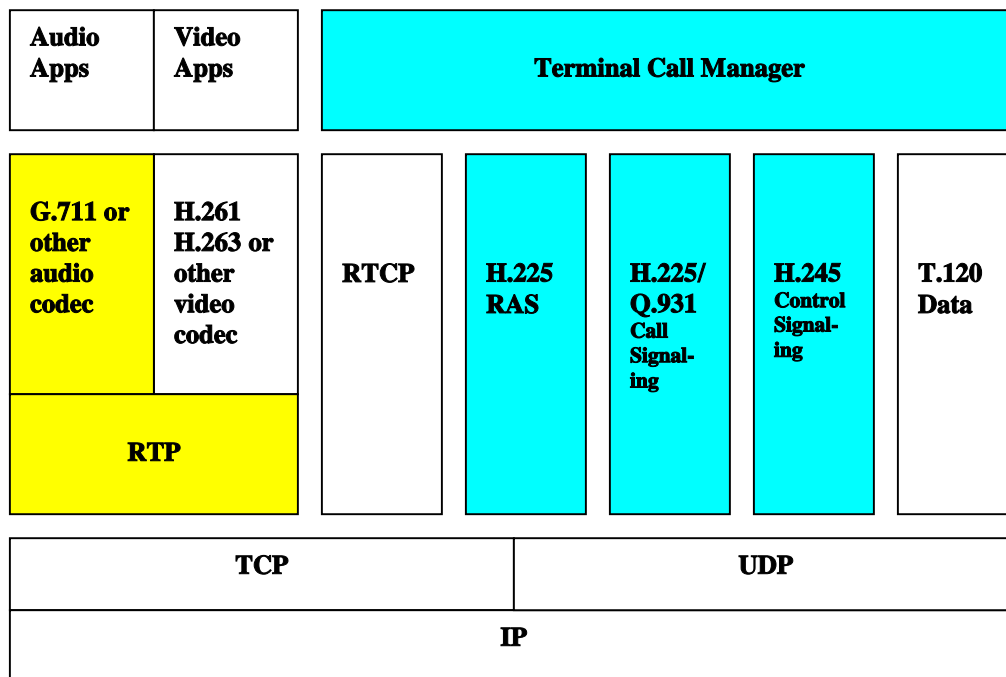 Audio
Apps
Video
Apps
Terminal Call Manager
G.711 or
other
audio
codec
H.261
H.263 or
other
video
codec
RTCP
H.225
RAS
H.225/
Q.931
Call
Signal-
ing
H.245
Control
Signal-
ing
T.120
Data
RTP
TCP
UDP
IP